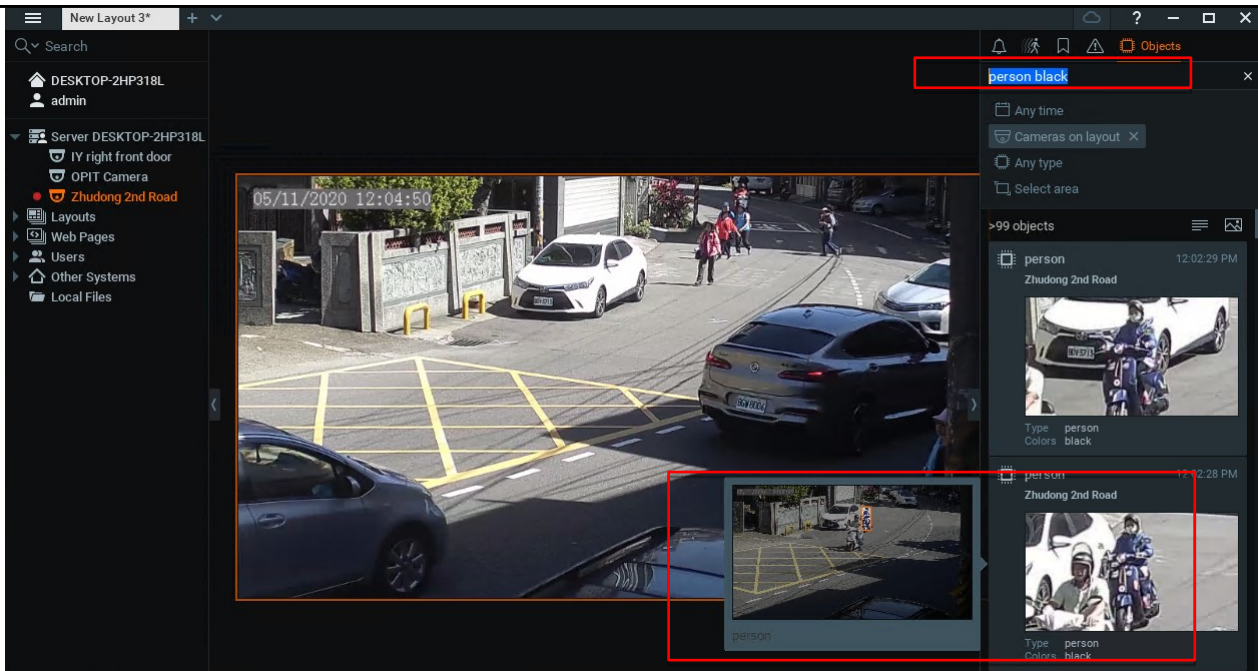 New Layout 3*
?
Search
DESKTOP-2HP318L
admin
Server DESKTOP-2HP318L
IY right front door
OPIT Camera
Zhudong 2nd Road
Layouts
Web Pages
Users
Other Systems
Local Files
05/11/2020 12:04:50
Objects
person black
Any time
Cameras on layout
Any type
Select area
>99 objects
person 12:02:29 PM
Zhudong 2nd Road
Type person
Colors black
person 12:02:28 PM
Zhudong 2nd Road
Type person
Colors black
person